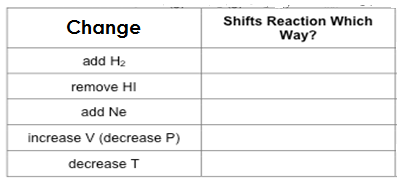 Change
Shifts Reaction Which
Way?
add H₂
remove HI
add Ne
increase V (decrease P)
decrease T